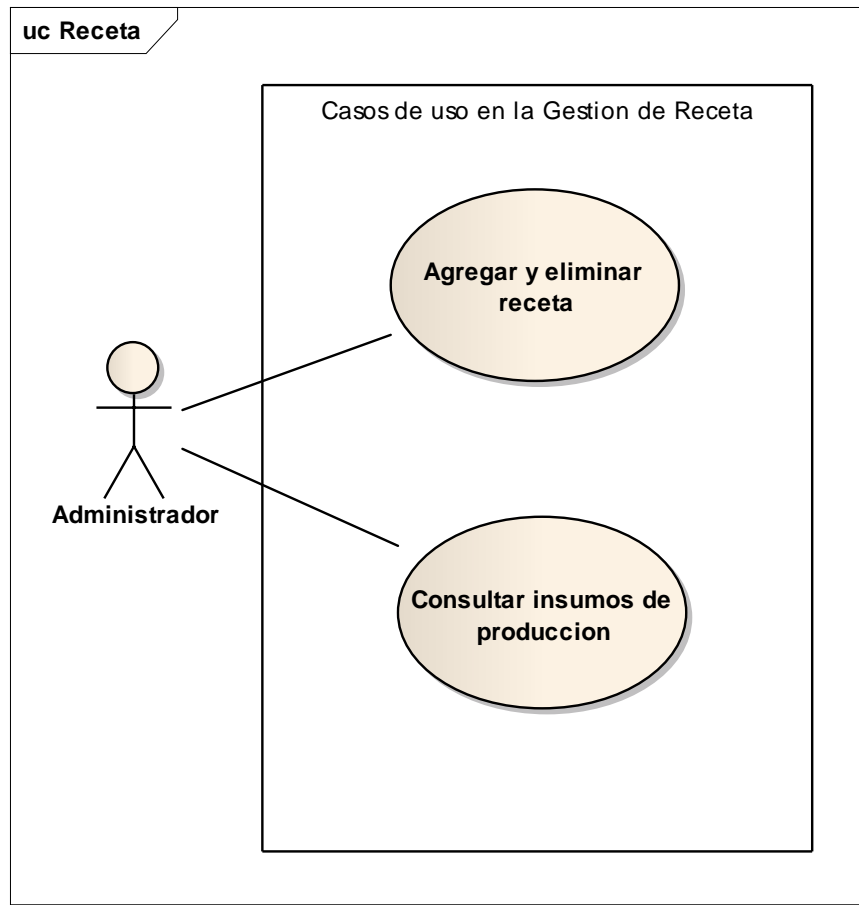 uc Receta
Casos de uso en la Gestion de Receta
Agregar y eliminar
receta
Administrador
Consultar insumos de
produccion